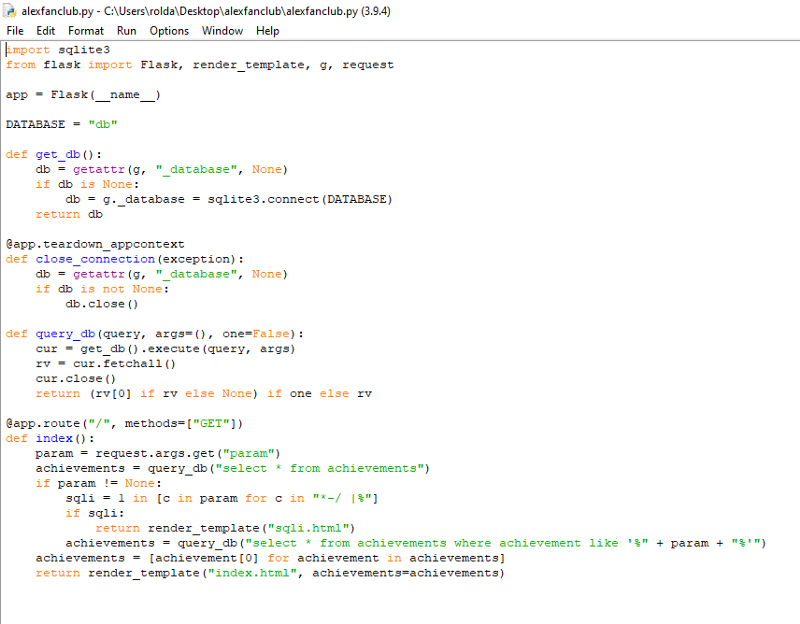 alexfanclub.py - C:\Users\rolda\Desktop\alexfanclub\alexfanclub.py (3.9.4)
File Edit Format Run Options Window Help
import sqlite3
from flask import Flask, render_template, g, request

app = Flask(__name__)

DATABASE = "db"

def get_db():
    db = getattr(g, "_database", None)
    if db is None:
        db = g._database = sqlite3.connect(DATABASE)
    return db

@app.teardown_appcontext
def close_connection(exception):
    db = getattr(g, "_database", None)
    if db is not None:
        db.close()

def query_db(query, args=(), one=False):
    cur = get_db().execute(query, args)
    rv = cur.fetchall()
    cur.close()
    return (rv[0] if rv else None) if one else rv

@app.route("/", methods=["GET"])
def index():
    param = request.args.get("param")
    achievements = query_db("select * from achievements")
    if param != None:
        sqli = 1 in [c in param for c in "*-/ |%"]
        if sqli:
            return render_template("sqli.html")
        achievements = query_db("select * from achievements where achievement like '%" + param + "%'")
    achievements = [achievement[0] for achievement in achievements]
    return render_template("index.html", achievements=achievements)